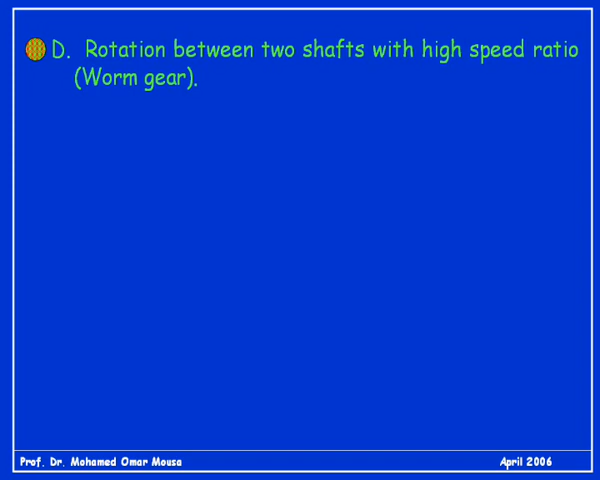 D. Rotation between two shafts with high speed ratio
(Worm gear).
Prof. Dr. Mohamed Omar Mousa
April 2006